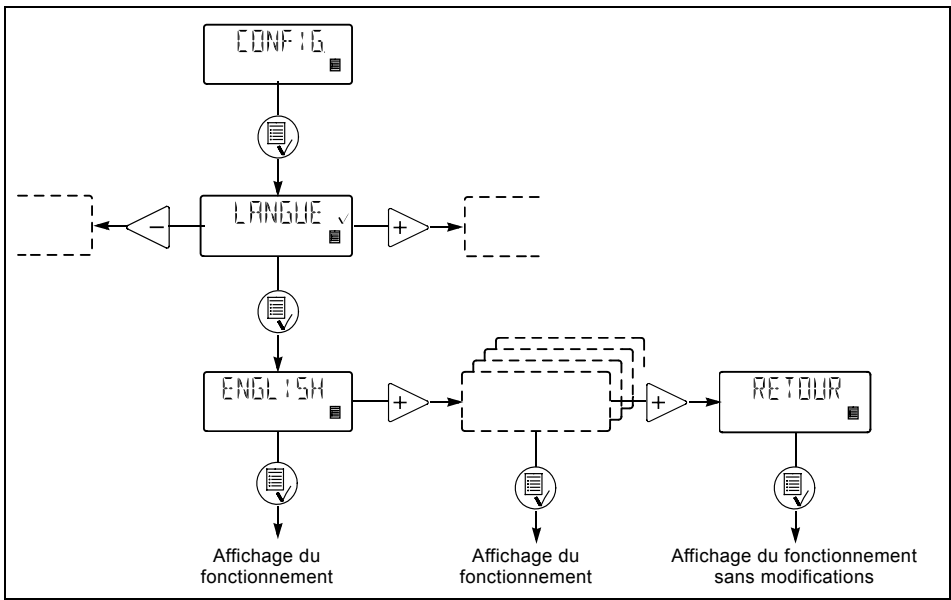 CONFIG
− LANGUE +
ENGLISH + + RETOUR
Affichage du
fonctionnement
Affichage du
fonctionnement
Affichage du fonctionnement
sans modifications